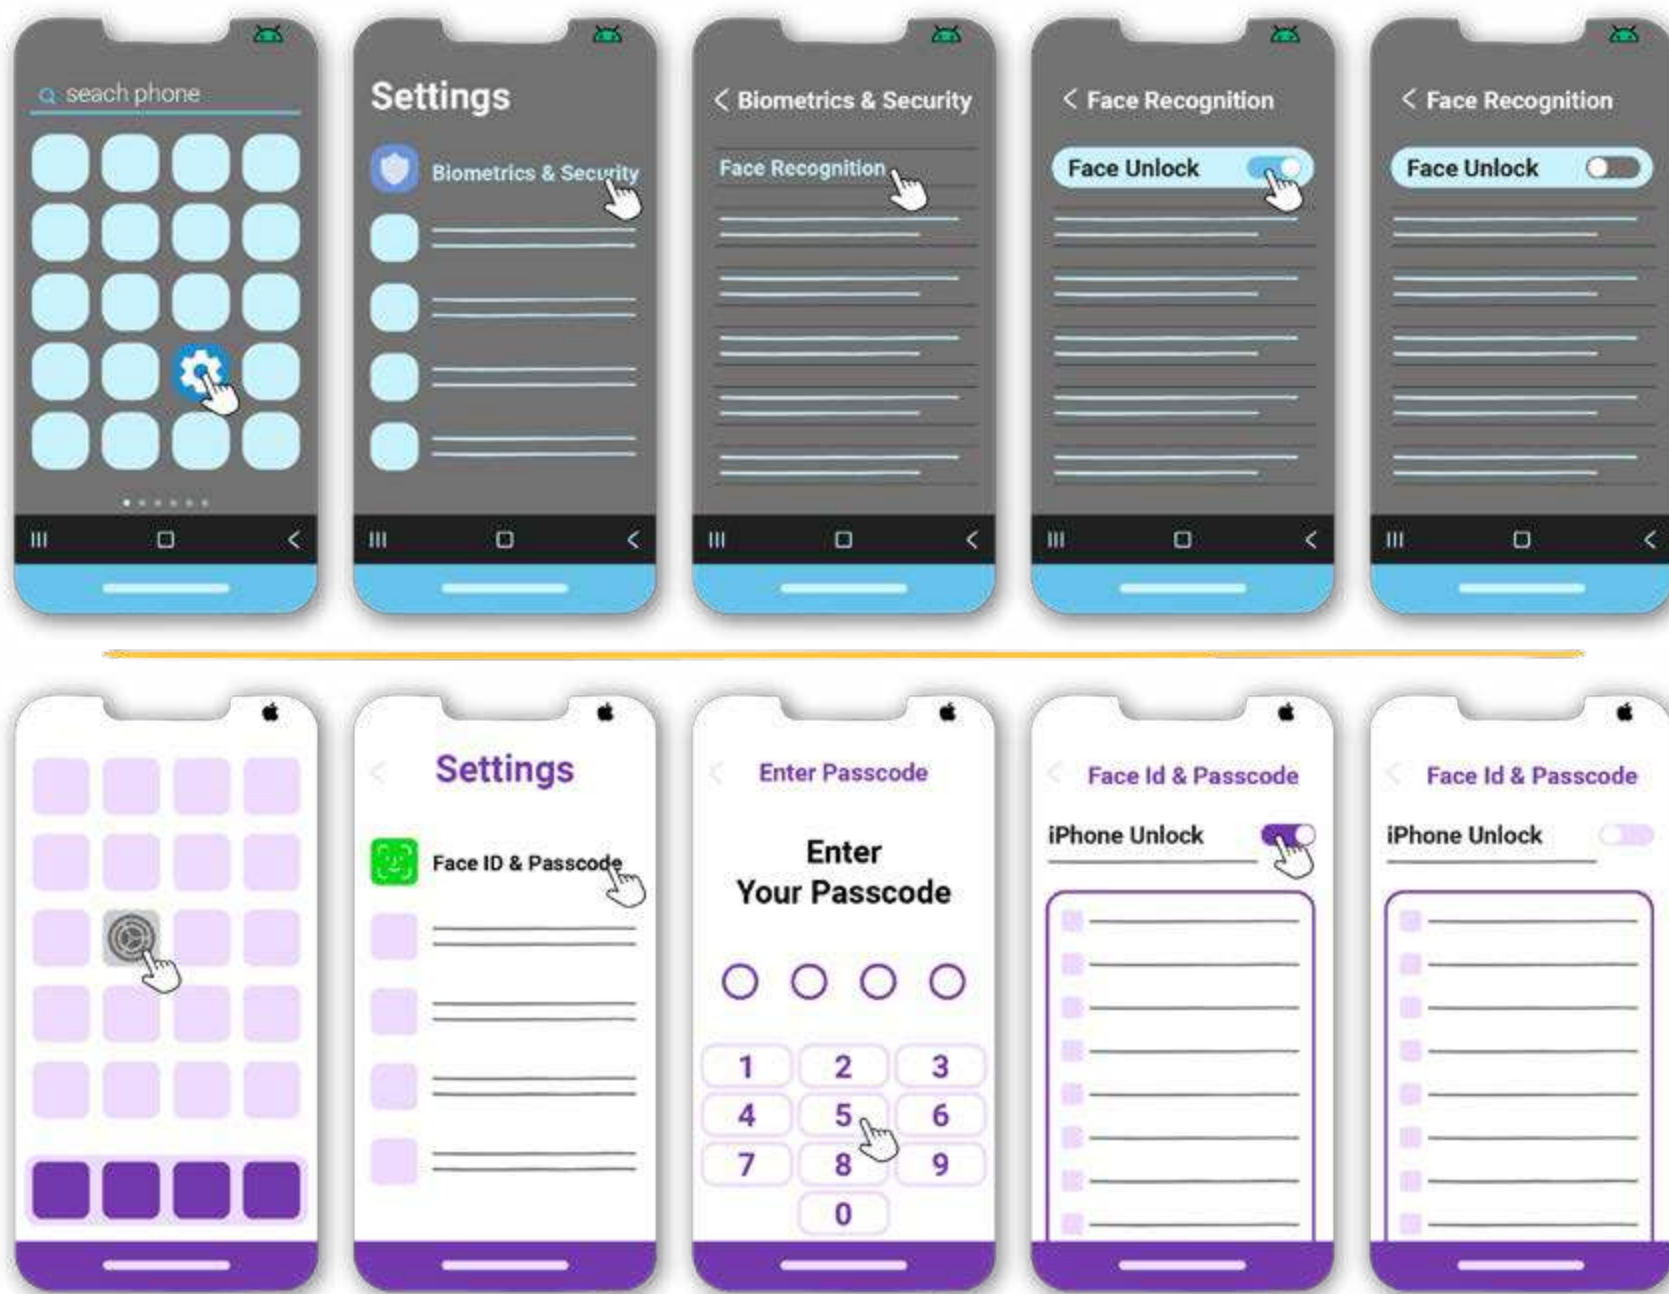 seach phone
Settings
Biometrics & Security
< Biometrics & Security
Face Recognition
< Face Recognition
Face Unlock
< Face Recognition
Face Unlock
Settings
Face ID & Passcode
Enter Passcode
Enter
Your Passcode
1 2 3
4 5 6
7 8 9
0
Face Id & Passcode
iPhone Unlock
Face Id & Passcode
iPhone Unlock